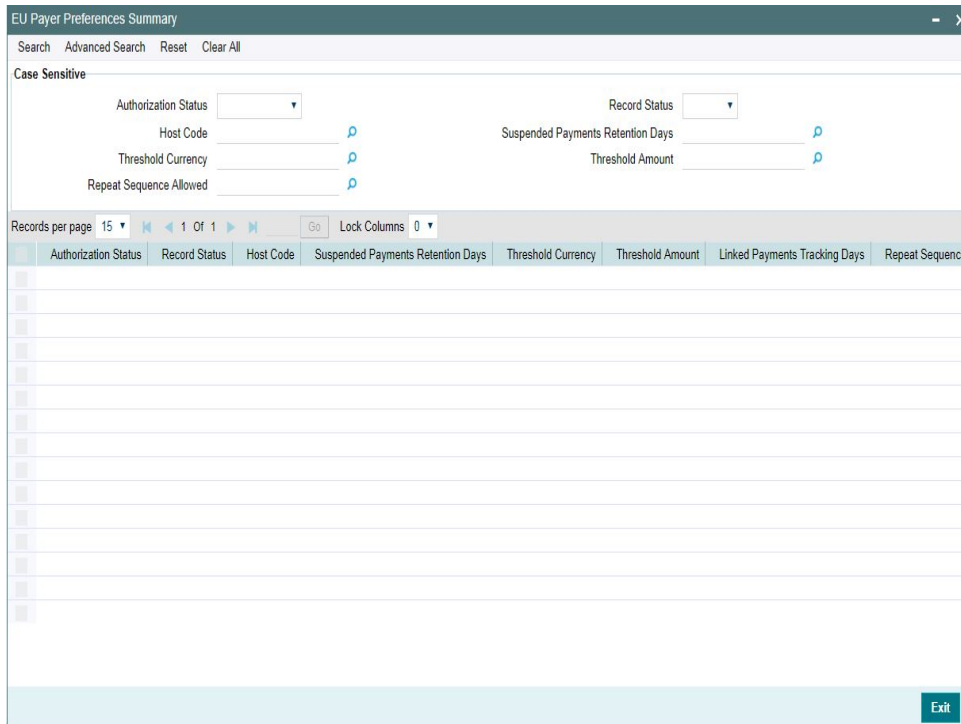 EU Payer Preferences Summary
Search Advanced Search Reset Clear All
Case Sensitive
Authorization Status Record Status
Host Code Suspended Payments Retention Days
Threshold Currency Threshold Amount
Repeat Sequence Allowed
Records per page 15 1 Of 1 Go Lock Columns 0
Authorization Status Record Status Host Code Suspended Payments Retention Days Threshold Currency Threshold Amount Linked Payments Tracking Days Repeat Sequenc
Exit